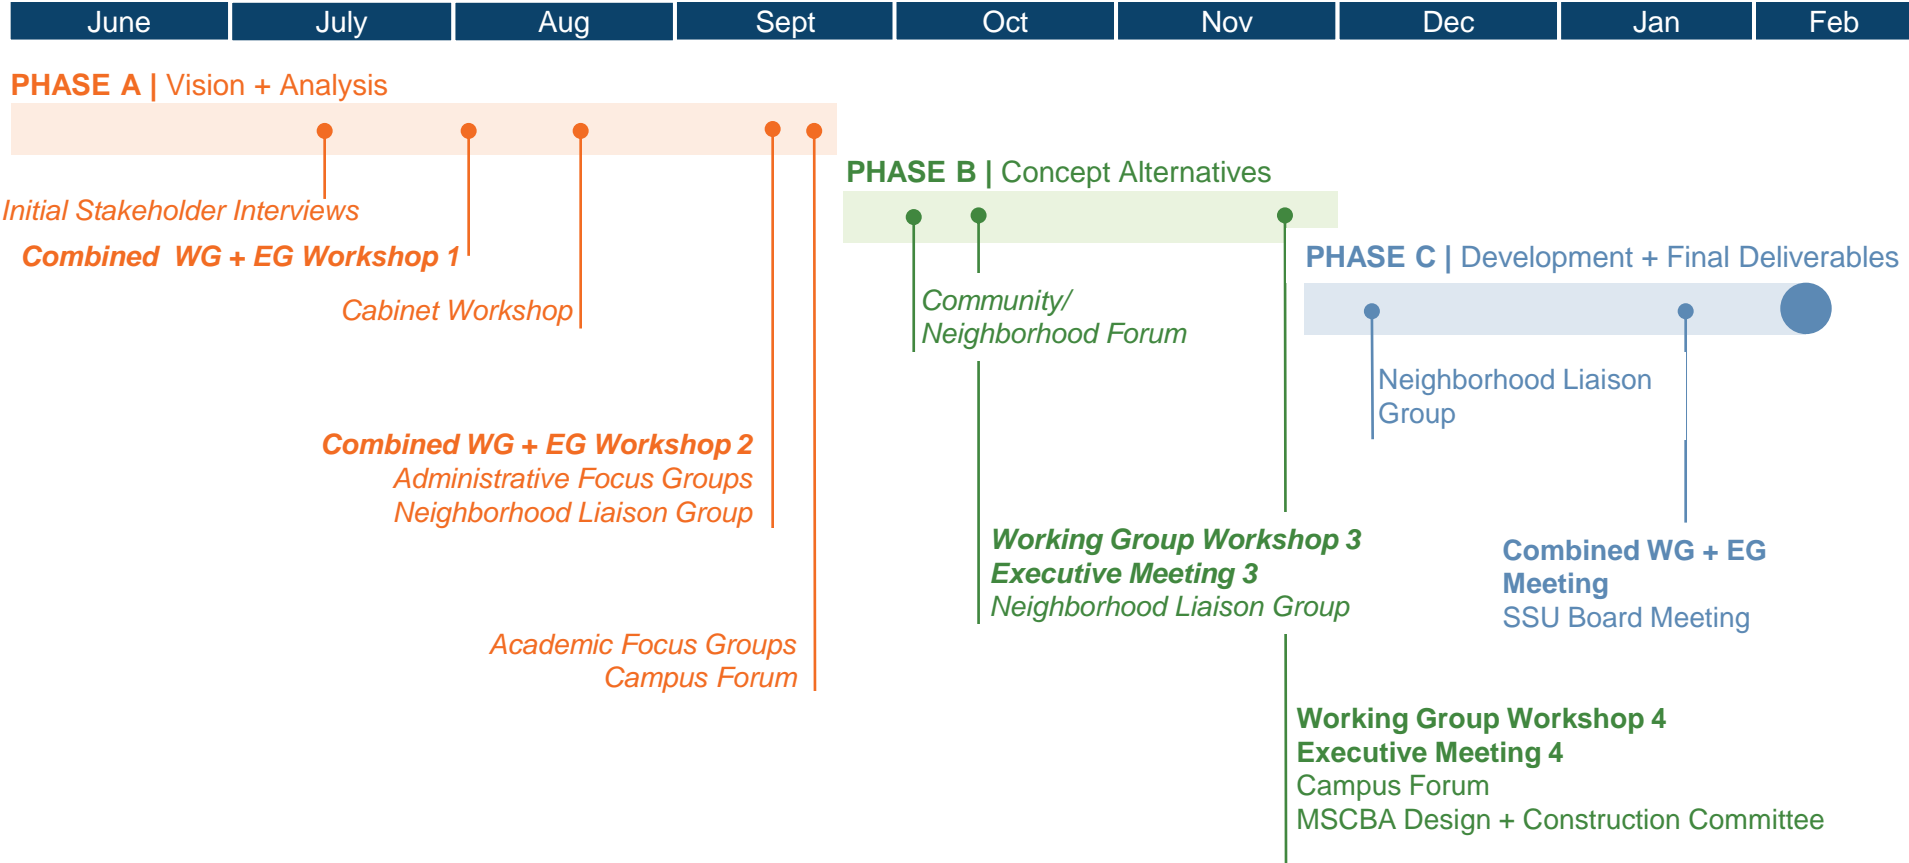 June July Aug Sept Oct Nov Dec Jan Feb
PHASE A | Vision + Analysis
Initial Stakeholder Interviews
Combined WG + EG Workshop 1
Cabinet Workshop
Combined WG + EG Workshop 2
Administrative Focus Groups
Neighborhood Liaison Group
Academic Focus Groups
Campus Forum
PHASE B | Concept Alternatives
Community/
Neighborhood Forum
Working Group Workshop 3
Executive Meeting 3
Neighborhood Liaison Group
Working Group Workshop 4
Executive Meeting 4
Campus Forum
MSCBA Design + Construction Committee
PHASE C | Development + Final Deliverables
Neighborhood Liaison
Group
Combined WG + EG
Meeting
SSU Board Meeting